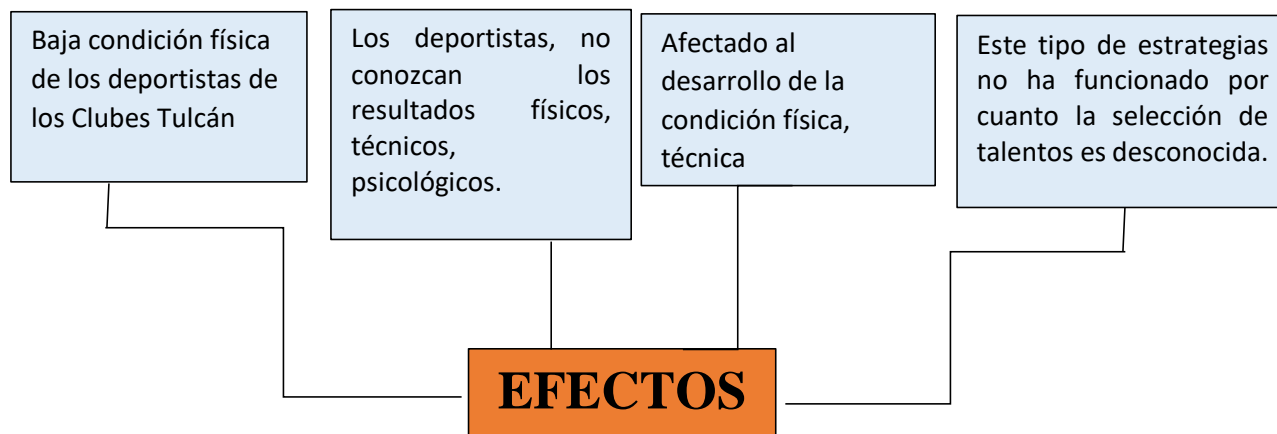 Baja condición física
de los deportistas de
los Clubes Tulcán
Los deportistas, no
conozcan los
resultados físicos,
técnicos,
psicológicos.
Afectado al
desarrollo de la
condición física,
técnica
Este tipo de estrategias
no ha funcionado por
cuanto la selección de
talentos es desconocida.
EFECTOS